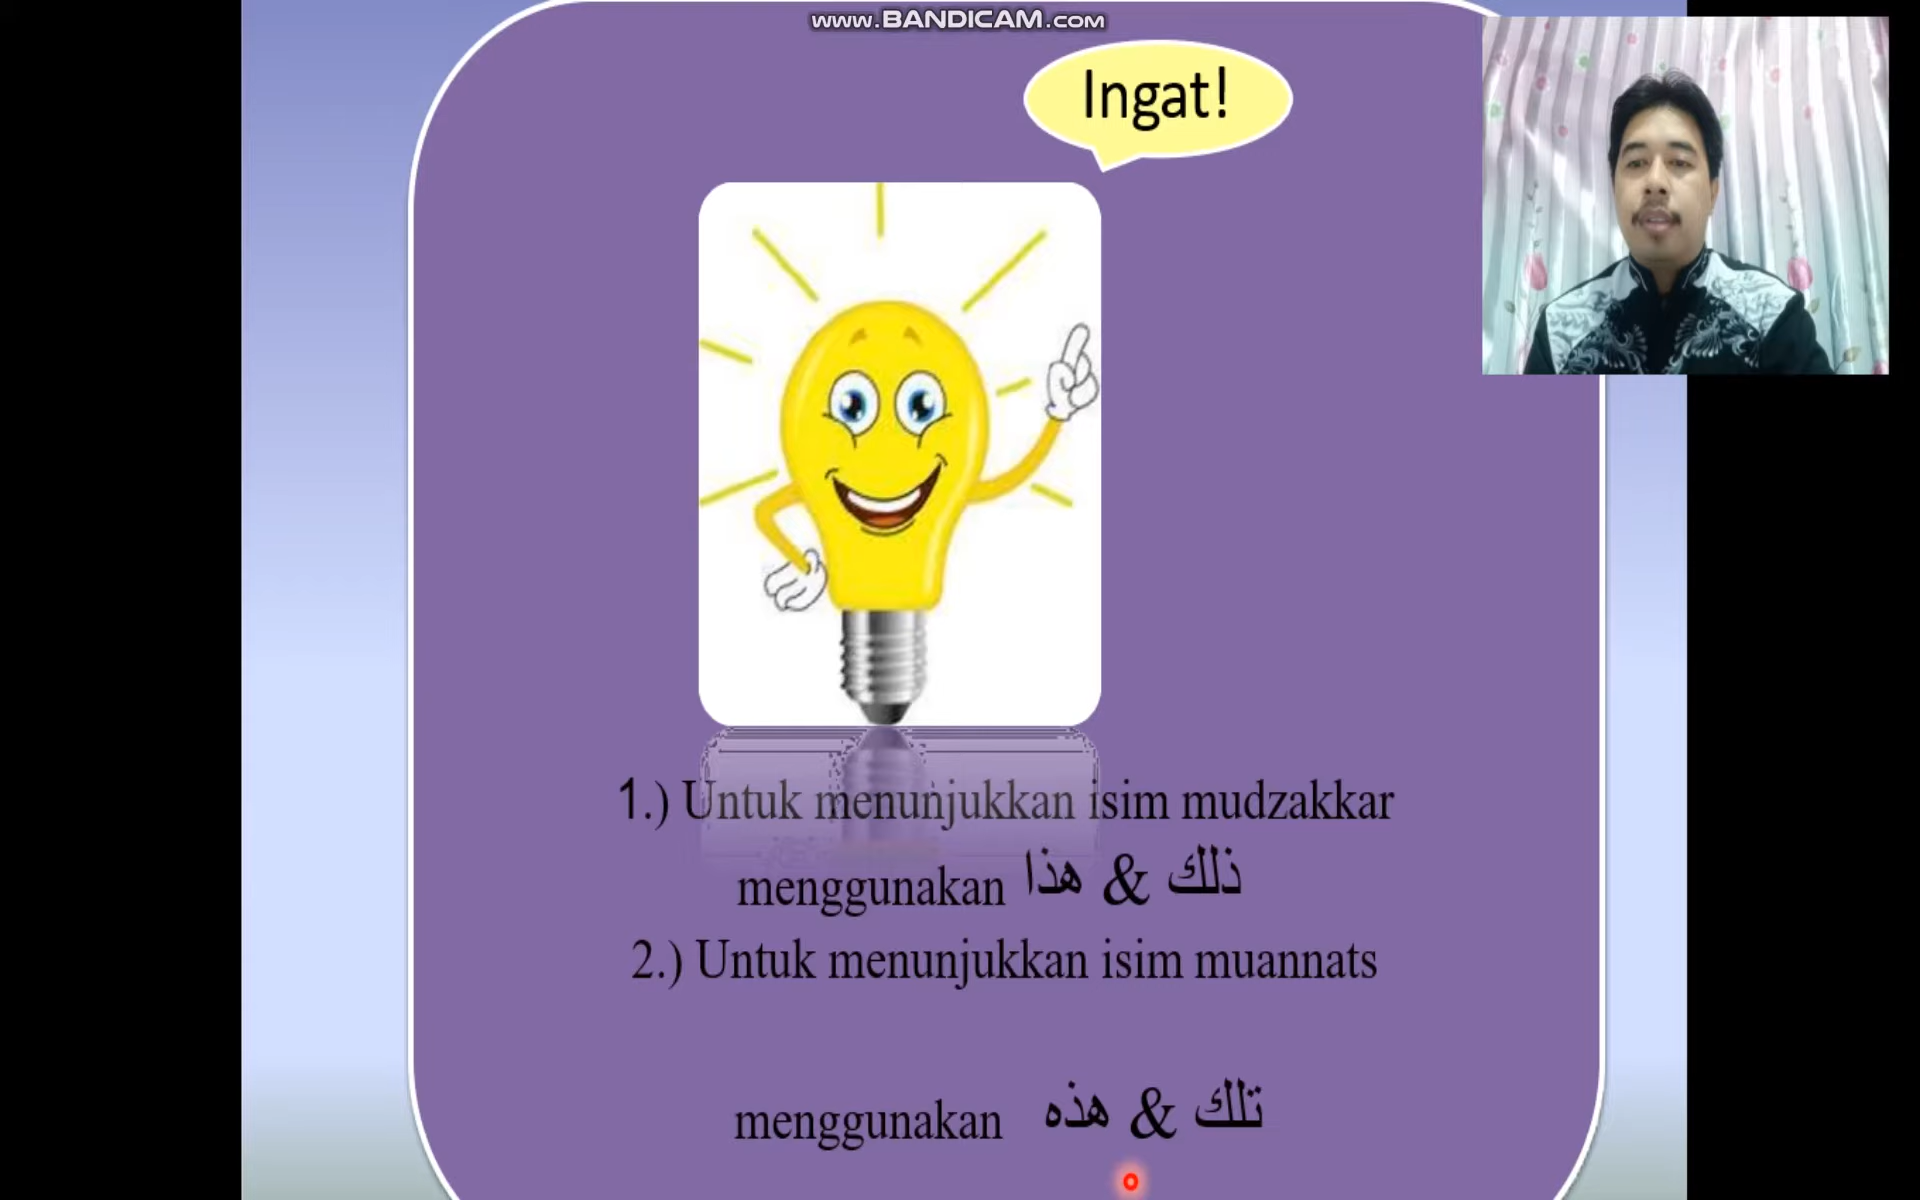 www.BANDICAM.com
Ingat!
1.) Untuk menunjukkan isim mudzakkar
menggunakan هذا & ذلك
2.) Untuk menunjukkan isim muannats
menggunakan هذه & تلك